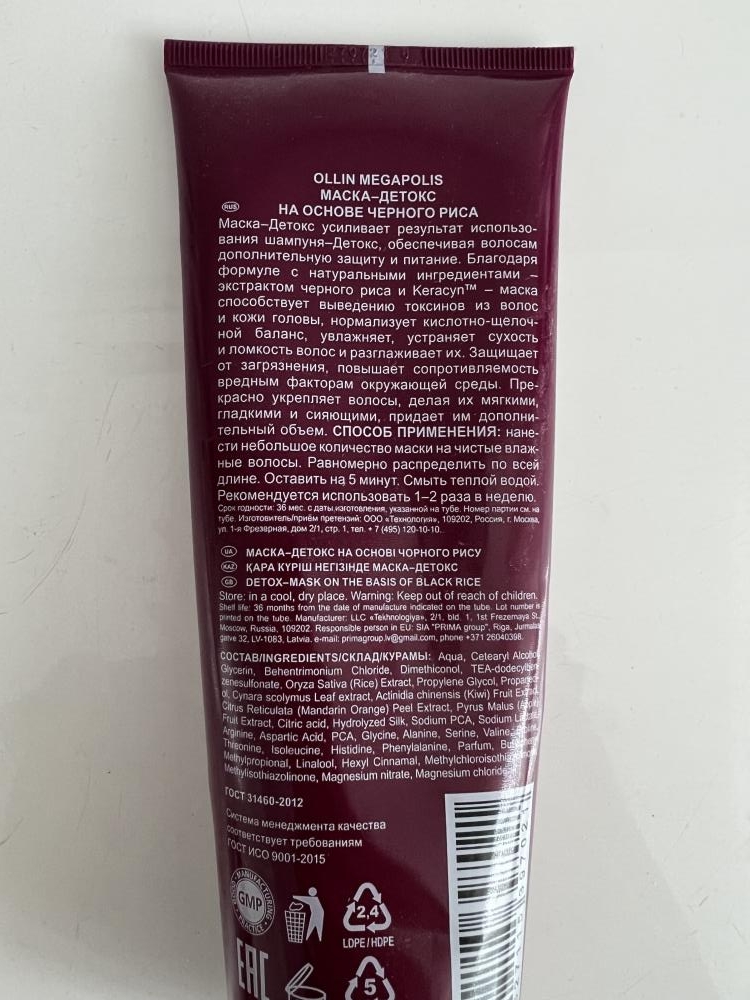 OLLIN MEGAPOLIS
МАСКА–ДЕТОКС
RUS
НА ОСНОВЕ ЧЕРНОГО РИСА
Маска–Детокс усиливает результат использо-
вания шампуня–Детокс, обеспечивая волосам
дополнительную защиту и питание. Благодаря
формуле с натуральными ингредиентами –
экстрактом черного риса и Keracyn™ – маска
способствует выведению токсинов из волос
и кожи головы, нормализует кислотно-щелоч-
ной баланс, увлажняет, устраняет сухость
и ломкость волос и разглаживает их. Защищает
от загрязнения, повышает сопротивляемость
вредным факторам окружающей среды. Пре-
красно укрепляет волосы, делая их мягкими,
гладкими и сияющими, придает им дополни-
тельный объем. СПОСОБ ПРИМЕНЕНИЯ: нане-
сти небольшое количество маски на чистые влаж-
ные волосы. Равномерно распределить по всей
длине. Оставить на 5 минут. Смыть теплой водой.
Рекомендуется использовать 1–2 раза в неделю.
Срок годности: 36 мес. с даты изготовления, указанной на тубе. Номер партии см. на
тубе. Изготовитель/приём претензий: ООО «Технология», 109202, Россия, г. Москва,
ул. 1-я Фрезерная, дом 2/1, стр. 1, тел. + 7 (495) 120-10-10.
UA МАСКА–ДЕТОКС НА ОСНОВІ ЧОРНОГО РИСУ
KAZ ҚАРА КҮРІШ НЕГІЗІНДЕ МАСКА–ДЕТОКС
GB DETOX–MASK ON THE BASIS OF BLACK RICE
Store: in a cool, dry place. Warning: Keep out of reach of children.
Shelf life: 36 months from the date of manufacture indicated on the tube. Lot number is
printed on the tube. Manufacturer: LLC «Tekhnologiya», 2/1, bld. 1, 1st Frezernaya St.,
Moscow, Russia, 109202. Responsible person in EU: SIA "PRIMA group", Riga, Jurmalas
gatve 32, LV-1083, Latvia. e-mail: primagroup.lv@gmail.com, phone +371 26040398.
СОСТАВ/INGREDIENTS/СКЛАД/КУРАМЫ: Aqua, Cetearyl Alcohol,
Glycerin, Behentrimonium Chloride, Dimethiconol, TEA-dodecylben-
zenesulfonate, Oryza Sativa (Rice) Extract, Propylene Glycol, Propanedi-
ol, Cynara scolymus Leaf extract, Actinidia chinensis (Kiwi) Fruit Extract,
Citrus Reticulata (Mandarin Orange) Peel Extract, Pyrus Malus (Apple)
Fruit Extract, Citric acid, Hydrolyzed Silk, Sodium PCA, Sodium Lactate,
Arginine, Aspartic Acid, PCA, Glycine, Alanine, Serine, Valine,
Threonine, Isoleucine, Histidine, Phenylalanine, Parfum,
Methylpropional, Linalool, Hexyl Cinnamal, Methylchloroisothiazolinone,
Methylisothiazolinone, Magnesium nitrate, Magnesium chloride.
ГОСТ 31460-2012
Система менеджмента качества
соответствует требованиям
ГОСТ ИСО 9001-2015
GOOD MANUFACTURING PRACTICE
GMP
2,4
LDPE / HDPE
EAC
5